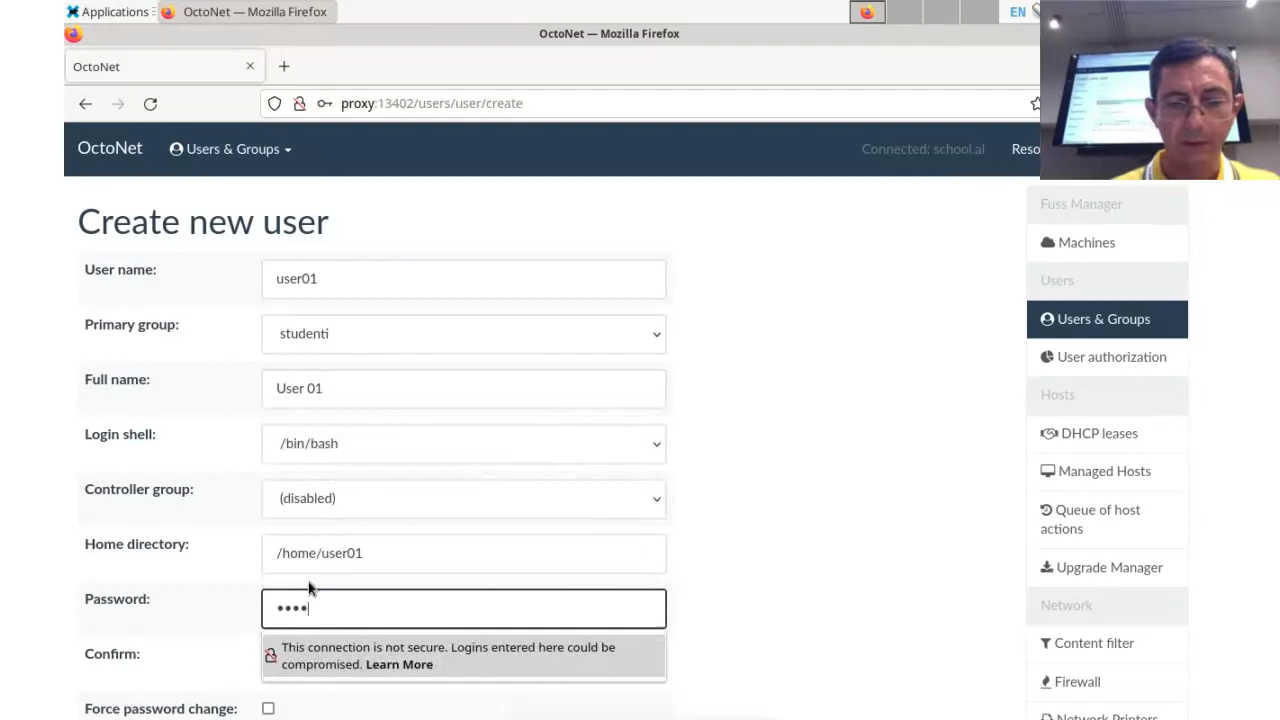 Applications
OctoNet — Mozilla Firefox
EN
OctoNet — Mozilla Firefox
OctoNet
proxy:13402/users/user/create
OctoNet
Users & Groups
Connected: school.al
Create new user
User name:
user01
Primary group:
studenti
Full name:
User 01
Login shell:
/bin/bash
Controller group:
(disabled)
Home directory:
/home/user01
Password:
••••
This connection is not secure. Logins entered here could be
compromised. Learn More
Confirm:
Force password change:
Fuss Manager
Machines
Users
Users & Groups
User authorization
Hosts
DHCP leases
Managed Hosts
Queue of host
actions
Upgrade Manager
Network
Content filter
Firewall
Network Printers